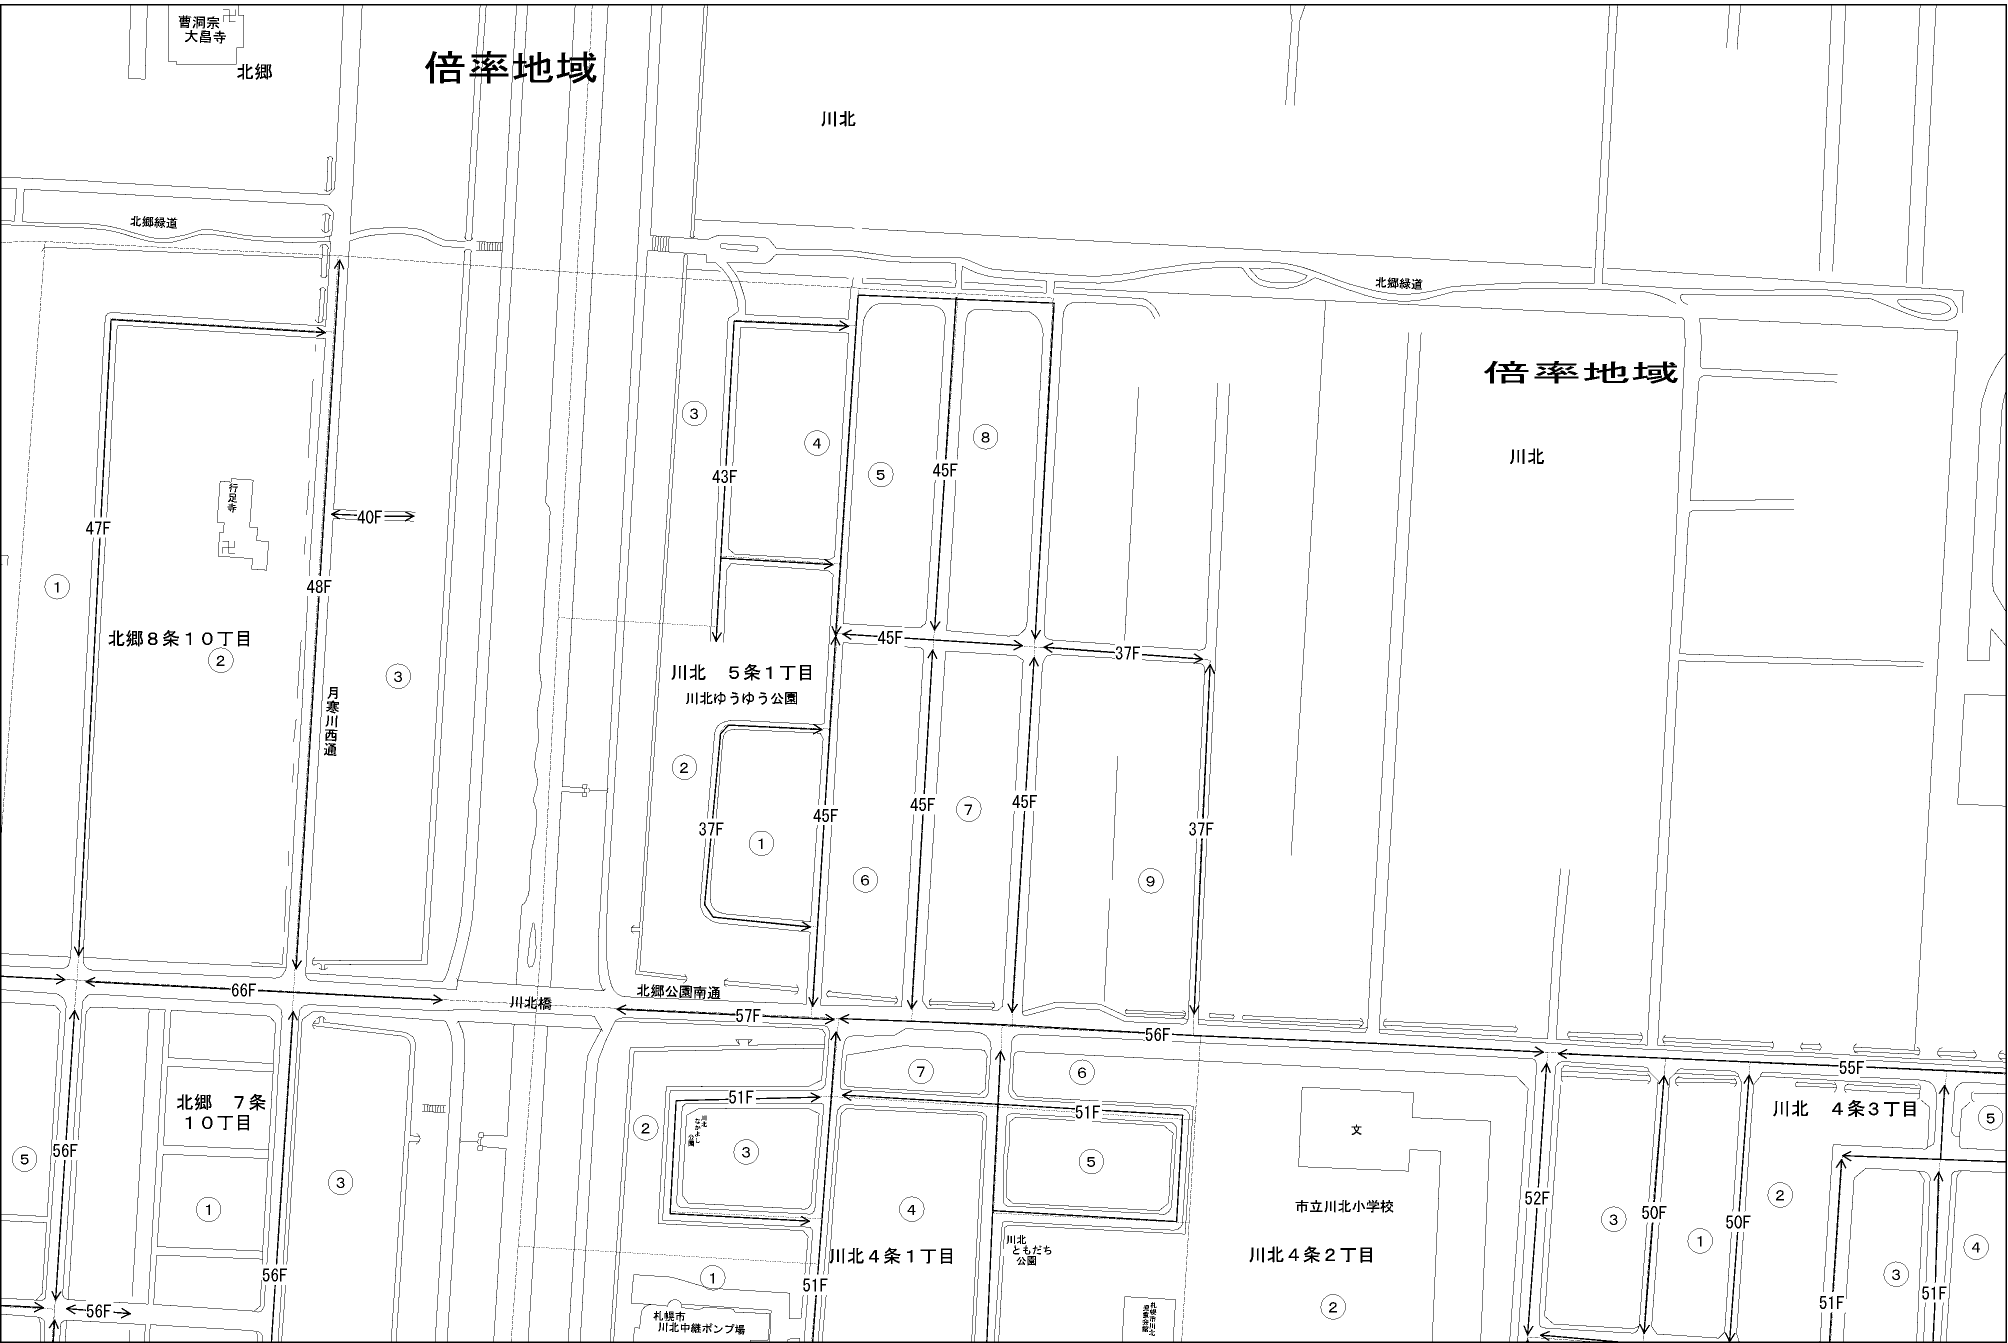 曹洞宗
大昌寺
北郷
倍率地域
川北
北郷緑道
北郷緑道
倍率地域
川北
3
4
5
8
43F
45F
行足寺
40F
47F
48F
1
北郷８条１０丁目
2
3
月寒川西通
45F
37F
川北　５条１丁目
川北ゆうゆう公園
2
37F
1
45F
45F
7
45F
37F
6
9
66F
川北橋
北郷公園南通
57F
56F
55F
7
6
51F
51F
北郷　７条
１０丁目
川北　４条３丁目
5
2
川北
なかよし
公園
3
5
文
56F
5
3
1
4
52F
市立川北小学校
3
50F
1
50F
2
川北
ともだち
公園
川北４条１丁目
川北４条２丁目
4
56F
1
51F
3
51F
51F
56F
2
札幌市
川北中継ポンプ場